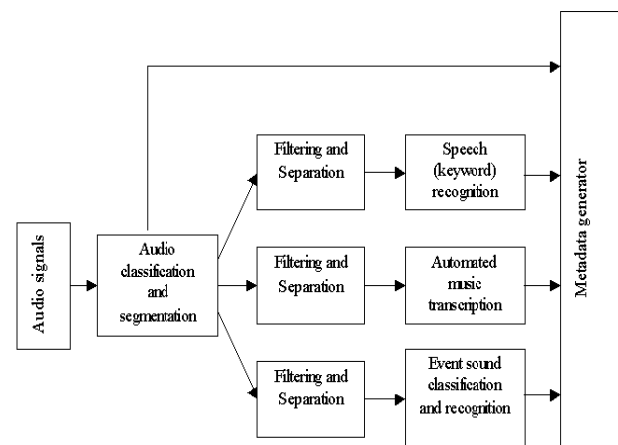 Audio signals
Audio
classification
and
segmentation
Filtering and
Separation
Speech
(keyword)
recognition
Filtering and
Separation
Automated
music
transcription
Filtering and
Separation
Event sound
classification
and recognition
Metadata generator